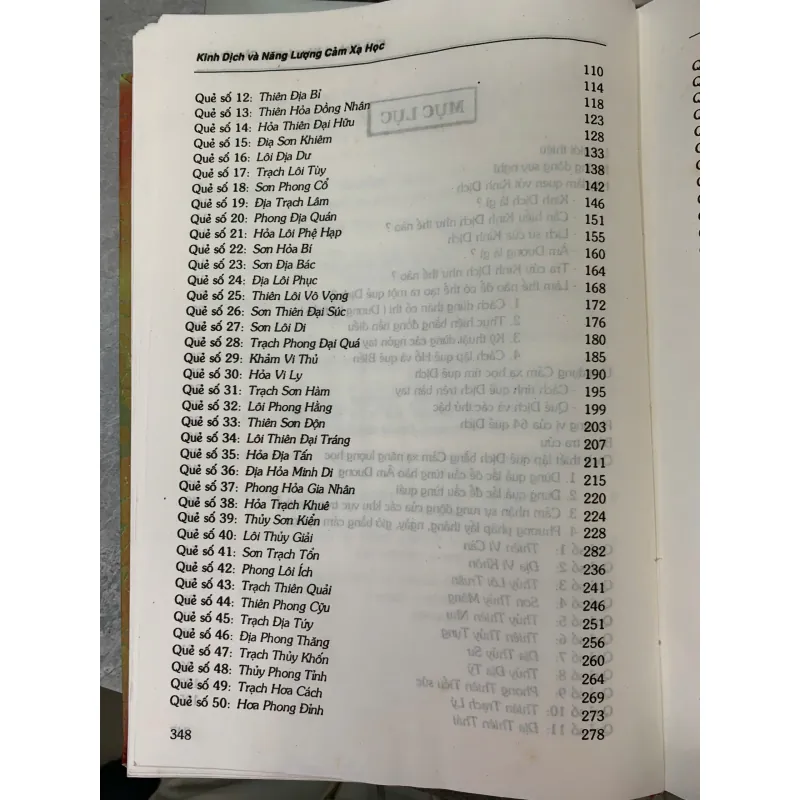 Kinh Dịch và Năng Lượng Cảm Xạ Học
Quẻ số 12: Thiên Địa Bĩ 110
Quẻ số 13: Thiên Hỏa Đồng Nhân 114
Quẻ số 14: Hỏa Thiên Đại Hữu 118
Quẻ số 15: Điạ Sơn Khiêm 123
Quẻ số 16: Lôi Địa Dư 128
Quẻ số 17: Trạch Lôi Tùy 133
Quẻ số 18: Sơn Phong Cổ 138
Quẻ số 19: Địa Trạch Lâm 142
Quẻ số 20: Phong Địa Quán 146
Quẻ số 21: Hỏa Lôi Phệ Hạp 151
Quẻ số 22: Sơn Hỏa Bí 155
Quẻ số 23: Sơn Địa Bác 160
Quẻ số 24: Địa Lôi Phục 164
Quẻ số 25: Thiên Lôi Vô Vọng 168
Quẻ số 26: Sơn Thiên Đại Súc 172
Quẻ số 27: Sơn Lôi Di 176
Quẻ số 28: Trạch Phong Đại Quá 180
Quẻ số 29: Khảm Vi Thủ 185
Quẻ số 30: Hỏa Vi Ly 190
Quẻ số 31: Trạch Sơn Hàm 195
Quẻ số 32: Lôi Phong Hằng 199
Quẻ số 33: Thiên Sơn Độn 203
Quẻ số 34: Lôi Thiên Đại Tráng 207
Quẻ số 35: Hỏa Địa Tấn 211
Quẻ số 36: Địa Hỏa Minh Di 215
Quẻ số 37: Phong Hỏa Gia Nhân 220
Quẻ số 38: Hỏa Trạch Khuê 224
Quẻ số 39: Thủy Sơn Kiển 228
Quẻ số 40: Lôi Thủy Giải 282
Quẻ số 41: Sơn Trạch Tổn 236
Quẻ số 42: Phong Lôi Ích 241
Quẻ số 43: Trạch Thiên Quải 246
Quẻ số 44: Thiên Phong Cỹu 251
Quẻ số 45: Trạch Địa Túy 256
Quẻ số 46: Địa Phong Thăng 260
Quẻ số 47: Trạch Thủy Khốn 264
Quẻ số 48: Thủy Phong Tỉnh 269
Quẻ số 49: Trạch Hơa Cách 273
Quẻ số 50: Hơa Phong Đỉnh 278
348